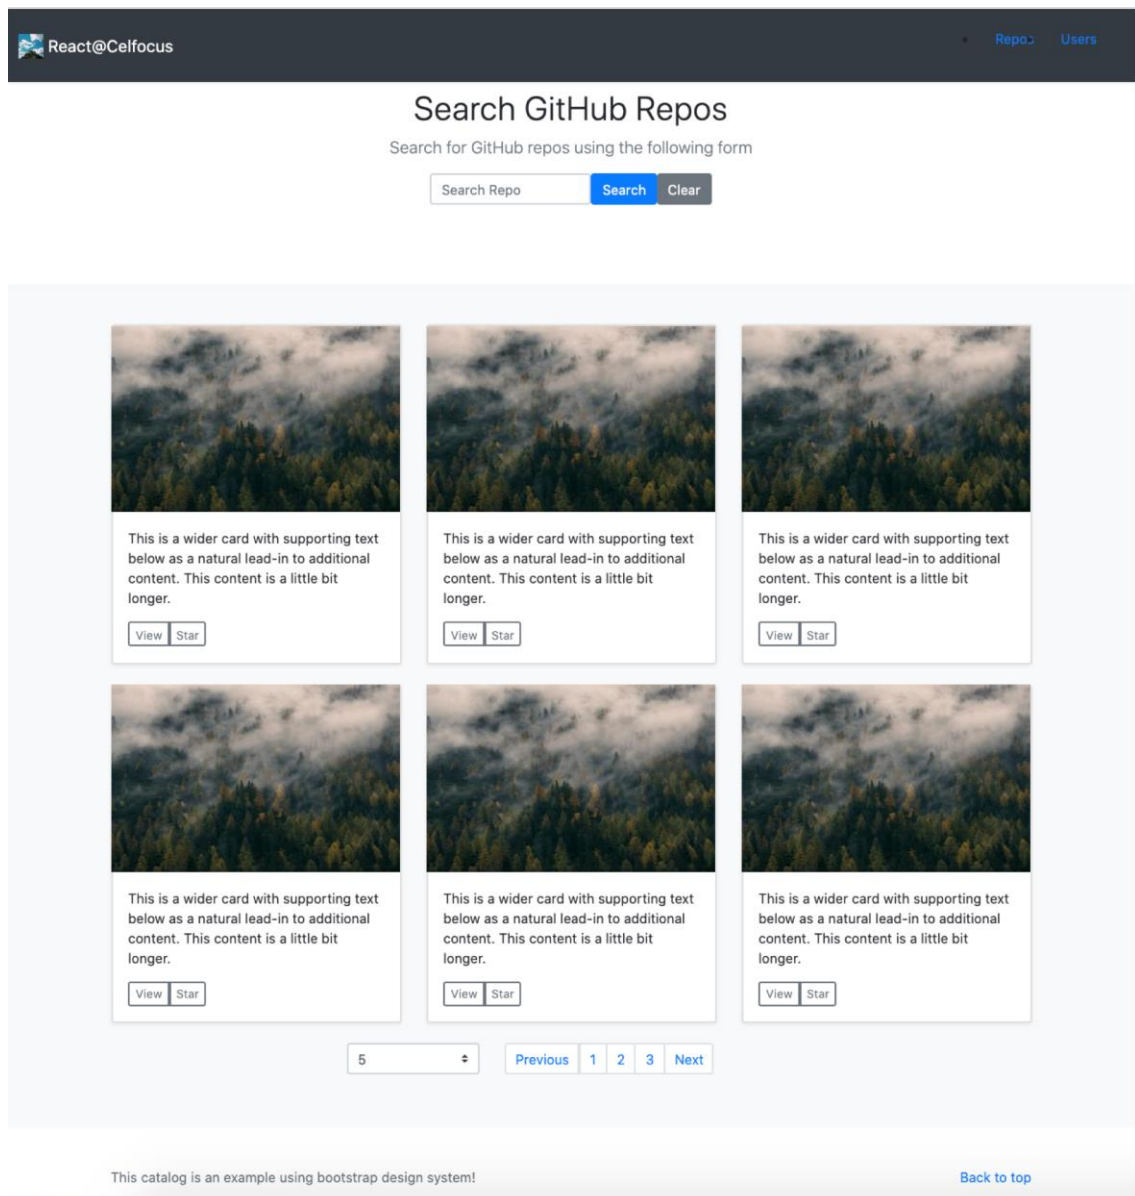 React@Celfocus
Repos Users
Search GitHub Repos
Search for GitHub repos using the following form
Search Repo Search Clear
This is a wider card with supporting text
below as a natural lead-in to additional
content. This content is a little bit
longer.
View Star
This is a wider card with supporting text
below as a natural lead-in to additional
content. This content is a little bit
longer.
View Star
This is a wider card with supporting text
below as a natural lead-in to additional
content. This content is a little bit
longer.
View Star
This is a wider card with supporting text
below as a natural lead-in to additional
content. This content is a little bit
longer.
View Star
This is a wider card with supporting text
below as a natural lead-in to additional
content. This content is a little bit
longer.
View Star
This is a wider card with supporting text
below as a natural lead-in to additional
content. This content is a little bit
longer.
View Star
5 Previous 1 2 3 Next
This catalog is an example using bootstrap design system!
Back to top